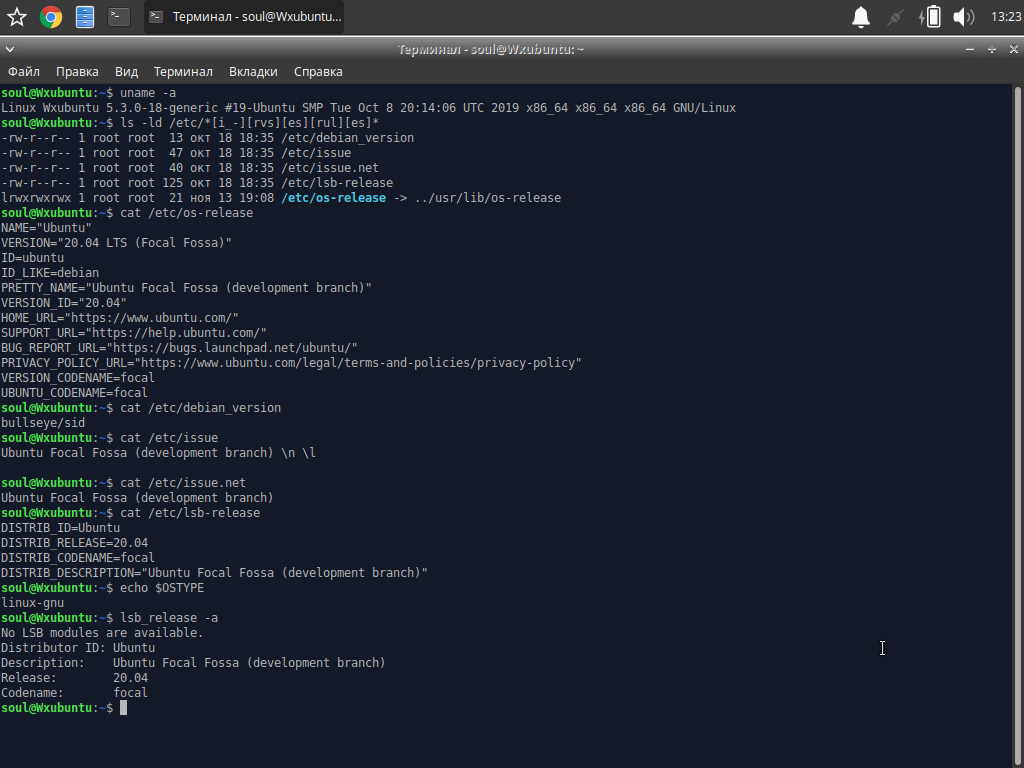 Терминал - soul@Wxubuntu...
13:23
Терминал - soul@Wxubuntu: ~
Файл Правка Вид Терминал Вкладки Справка
soul@Wxubuntu:~$ uname -a
Linux Wxubuntu 5.3.0-18-generic #19-Ubuntu SMP Tue Oct 8 20:14:06 UTC 2019 x86_64 x86_64 x86_64 GNU/Linux
soul@Wxubuntu:~$ ls -ld /etc/*[i_-][rvs][es][rul][es]*
-rw-r--r-- 1 root root  13 окт 18 18:35 /etc/debian_version
-rw-r--r-- 1 root root  47 окт 18 18:35 /etc/issue
-rw-r--r-- 1 root root  40 окт 18 18:35 /etc/issue.net
-rw-r--r-- 1 root root 125 окт 18 18:35 /etc/lsb-release
lrwxrwxrwx 1 root root  21 ноя 13 19:08 /etc/os-release -> ../usr/lib/os-release
soul@Wxubuntu:~$ cat /etc/os-release
NAME="Ubuntu"
VERSION="20.04 LTS (Focal Fossa)"
ID=ubuntu
ID_LIKE=debian
PRETTY_NAME="Ubuntu Focal Fossa (development branch)"
VERSION_ID="20.04"
HOME_URL="https://www.ubuntu.com/"
SUPPORT_URL="https://help.ubuntu.com/"
BUG_REPORT_URL="https://bugs.launchpad.net/ubuntu/"
PRIVACY_POLICY_URL="https://www.ubuntu.com/legal/terms-and-policies/privacy-policy"
VERSION_CODENAME=focal
UBUNTU_CODENAME=focal
soul@Wxubuntu:~$ cat /etc/debian_version
bullseye/sid
soul@Wxubuntu:~$ cat /etc/issue
Ubuntu Focal Fossa (development branch) \n \l
soul@Wxubuntu:~$ cat /etc/issue.net
Ubuntu Focal Fossa (development branch)
soul@Wxubuntu:~$ cat /etc/lsb-release
DISTRIB_ID=Ubuntu
DISTRIB_RELEASE=20.04
DISTRIB_CODENAME=focal
DISTRIB_DESCRIPTION="Ubuntu Focal Fossa (development branch)"
soul@Wxubuntu:~$ echo $OSTYPE
linux-gnu
soul@Wxubuntu:~$ lsb_release -a
No LSB modules are available.
Distributor ID: Ubuntu
Description:    Ubuntu Focal Fossa (development branch)
Release:        20.04
Codename:       focal
soul@Wxubuntu:~$